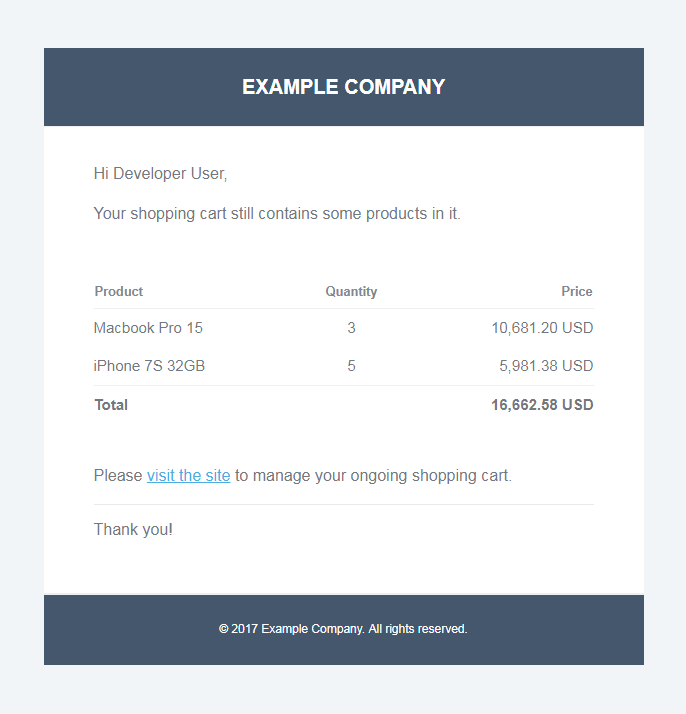 EXAMPLE COMPANY
Hi Developer User,
Your shopping cart still contains some products in it.
Product Quantity Price
Macbook Pro 15 3 10,681.20 USD
iPhone 7S 32GB 5 5,981.38 USD
Total 16,662.58 USD
Please visit the site to manage your ongoing shopping cart.
Thank you!
© 2017 Example Company. All rights reserved.